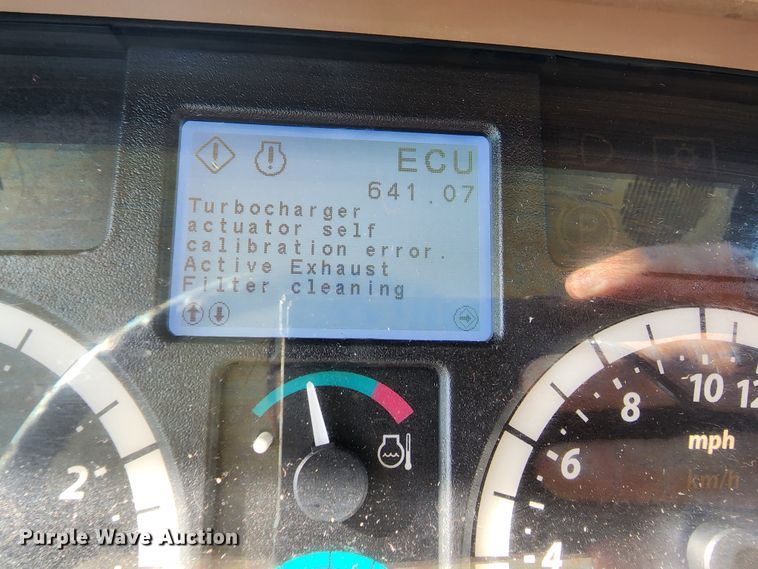 ECU
641.07
Turbocharger
actuator self
calibration error.
Active Exhaust
Filter cleaning
10
12
8
mph
6
km/h
2
4
Purple Wave Auction